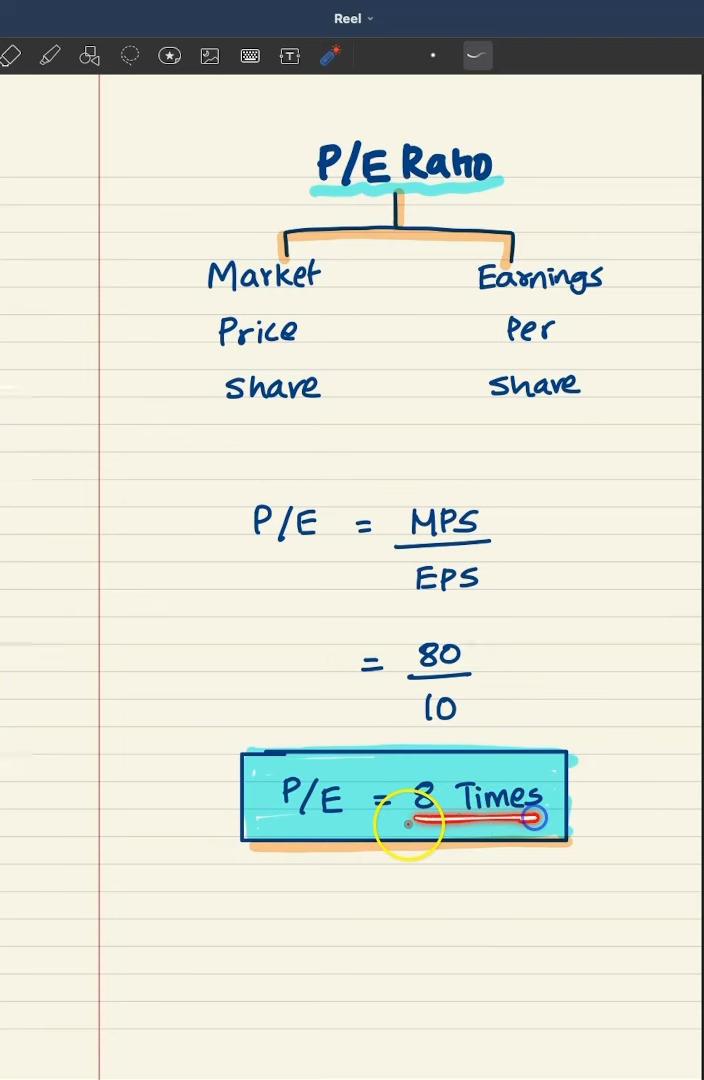 Reel
P/E Ratio
Market Earnings
Price Per
Share Share
P/E = MPS
EPS
= 80
10
P/E = 8 Times